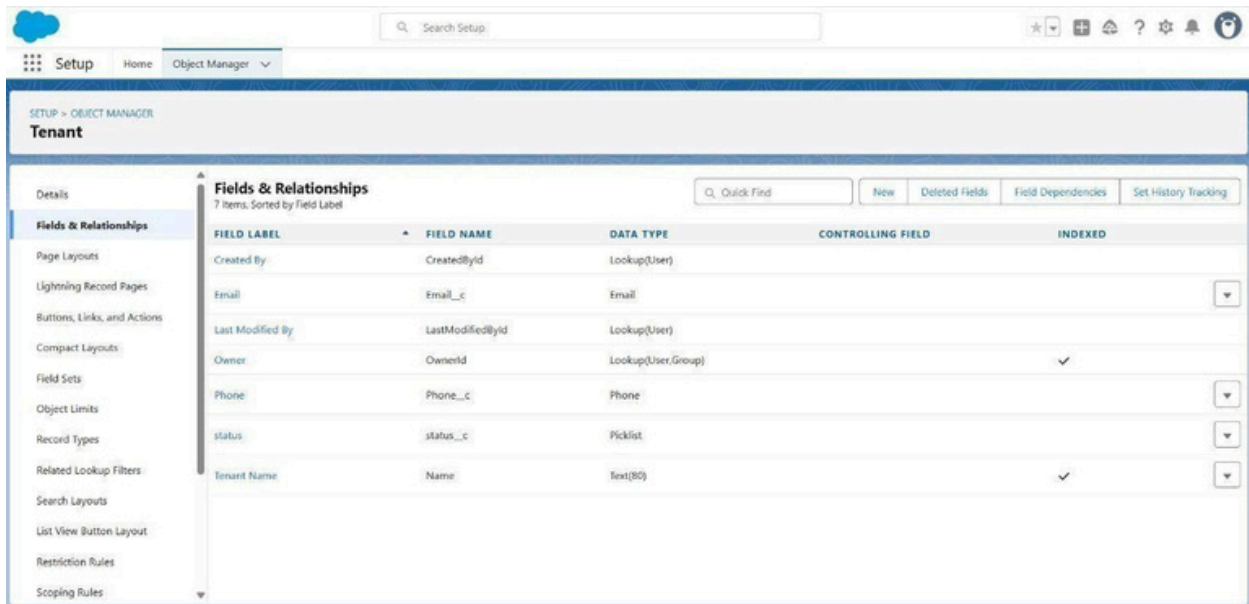 Search Setup
Setup Home Object Manager
SETUP > OBJECT MANAGER
Tenant
Details
Fields & Relationships
Page Layouts
Lightning Record Pages
Buttons, Links, and Actions
Compact Layouts
Field Sets
Object Limits
Record Types
Related Lookup Filters
Search Layouts
List View Button Layout
Restriction Rules
Scoping Rules
Fields & Relationships
7 Items, Sorted by Field Label
Quick Find New Deleted Fields Field Dependencies Set History Tracking
FIELD LABEL FIELD NAME DATA TYPE CONTROLLING FIELD INDEXED
Created By CreatedById Lookup(User)
Email Email__c Email
Last Modified By LastModifiedById Lookup(User)
Owner OwnerId Lookup(User,Group)
Phone Phone__c Phone
status status__c Picklist
Tenant Name Name Text(80)